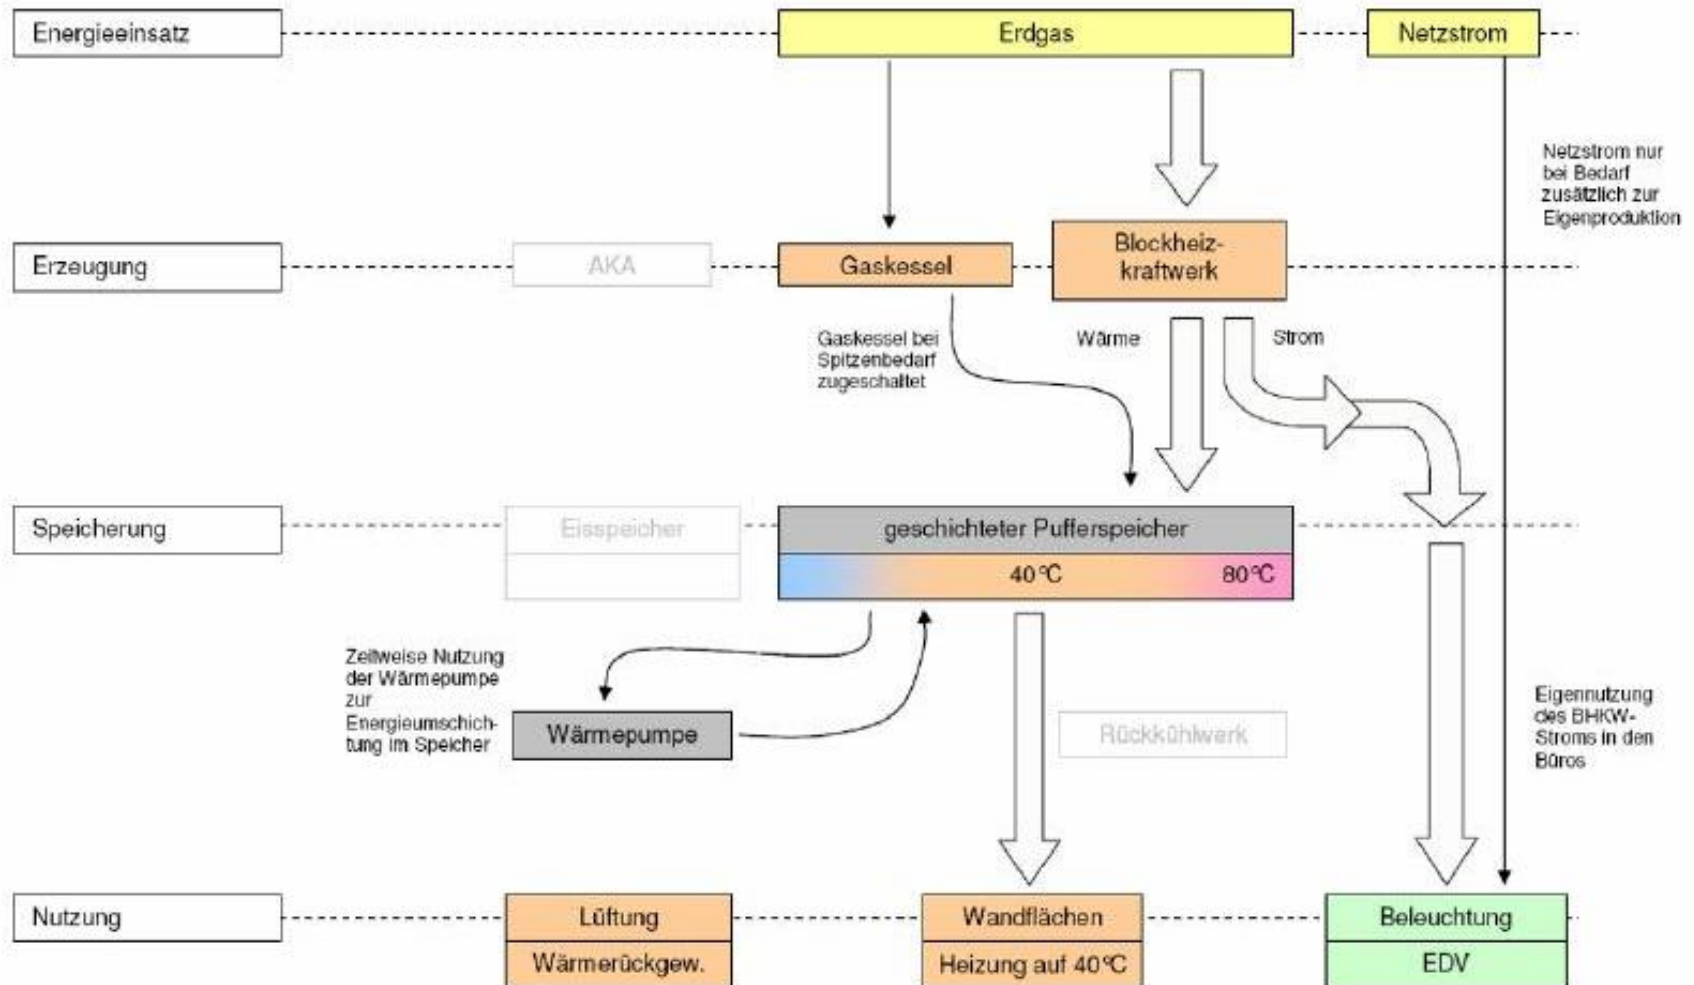 Energieeinsatz
Erdgas
Netzstrom
Netzstrom nur
bei Bedarf
zusätzlich zur
Eigenproduktion
Erzeugung
AKA
Gaskessel
Blockheiz-
kraftwerk
Gaskessel bei
Spitzenbedarf
zugeschaltet
Wärme
Strom
Speicherung
Eisspeicher
geschichteter Pufferspeicher
40°C
80°C
Zeitweise Nutzung
der Wärmepumpe
zur
Energieumschich-
tung im Speicher
Wärmepumpe
Rückkühlwerk
Eigennutzung
des BHKW-
Stroms in den
Büros
Nutzung
Lüftung
Wärmerückgew.
Wandflächen
Heizung auf 40°C
Beleuchtung
EDV